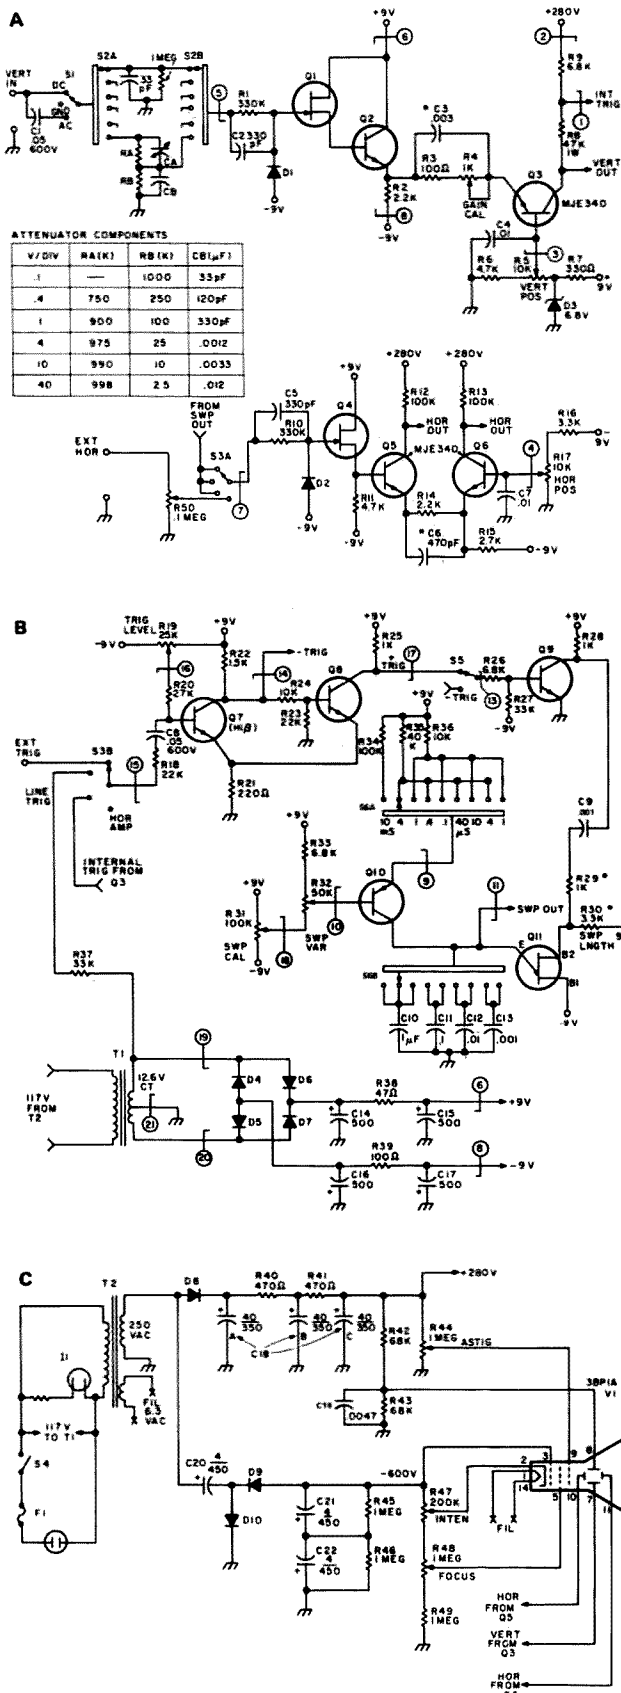 A
+9V
+280V
S2A
1MEG
S2B
6
2
VERT IN
S1
DC
GND
AC
33 pF
5
R1
330K
Q1
R9
6.8K
INT TRIG
1
C1
.05
600V
RA
CA
RB
CB
C2 330 pF
D1
-9V
Q2
* C3
.003
R3
100Ω
R4
1K
GAIN CAL
R8
47K
1W
VERT OUT
Q3
MJE340
R2
2.2K
8
-9V
C4
.01
3
R6
4.7K
R5
10K
VERT POS
R7
330Ω
+
9V
D3
6.8V
ATTENUATOR COMPONENTS
V/DIV RA(K) RB(K) CB(μF)
.1 — 1000 33pF
.4 750 250 120pF
1 900 100 330pF
4 975 25 .0012
10 990 10 .0033
40 998 2.5 .012
FROM SWP OUT
C5
330pF
R10
330K
Q4
+9V
+280V
+280V
R12
100K
R13
100K
HOR OUT
HOR OUT
R16
3.3K
-9V
EXT HOR
S3A
Q5
MJE340
Q6
4
R17
10K
HOR POS
R50
.1MEG
7
D2
-9V
R11
4.7K
-9V
R14
2.2K
C7
.01
* C6
470pF
R15
2.7K
-9V
B
TRIG LEVEL
R19
25K
-9V
+9V
R22
1.5K
-TRIG
14
16
R20
27K
Q7
(Hiβ)
R24
10K
R23
22K
Q8
+9V
R25
1K
+ TRIG
17
S5
-TRIG
R26
6.8K
13
R27
33K
-9V
Q9
+9V
R28
1K
C8
.05
600V
R18
22K
15
EXT TRIG
S3B
LINE TRIG
* HOR AMP
INTERNAL TRIG FROM Q3
R21
220Ω
+9V
R34
100K
R35
40K
R36
10K
S6A
10 4 1 .4 .1 40 10 4 1
mS μS
C9
.001
+9V
R33
6.8K
R32
50K
SWP VAR
+9V
R31
100K
SWP CAL
-9V
18
10
Q10
9
11
SWP OUT
R29 *
1K
R30 *
3.3K
SWP LNGTH
9
E
Q11
B2
B1
-9V
S6B
C10
1μF
C11
.1
C12
.01
C13
.001
R37
33K
19
T1
12.6V CT
117V FROM T2
21
20
D4
D6
D5
D7
R38
47Ω
6
+9V
C14
500
C15
500
R39
100Ω
8
-9V
C16
500
C17
500
C
T2
D8
R40
470Ω
R41
470Ω
+280V
250 VAC
I1
40/350
A
40/350
B
40/350
C
C18
R42
68K
R44
1MEG
ASTIG
FIL
6.3 VAC
117V TO T1
C19
.0047
R43
68K
3BP1A
V1
S4
F1
C20
4/450
D9
-600V
D10
C21
4/450
C22
4/450
R45
1MEG
R46
1MEG
R47
200K
INTEN
R48
1MEG
FOCUS
R49
1MEG
2
1
14
3
9
8
5
10
7
11
FIL
HOR FROM Q5
VERT FROM Q3
HOR FROM